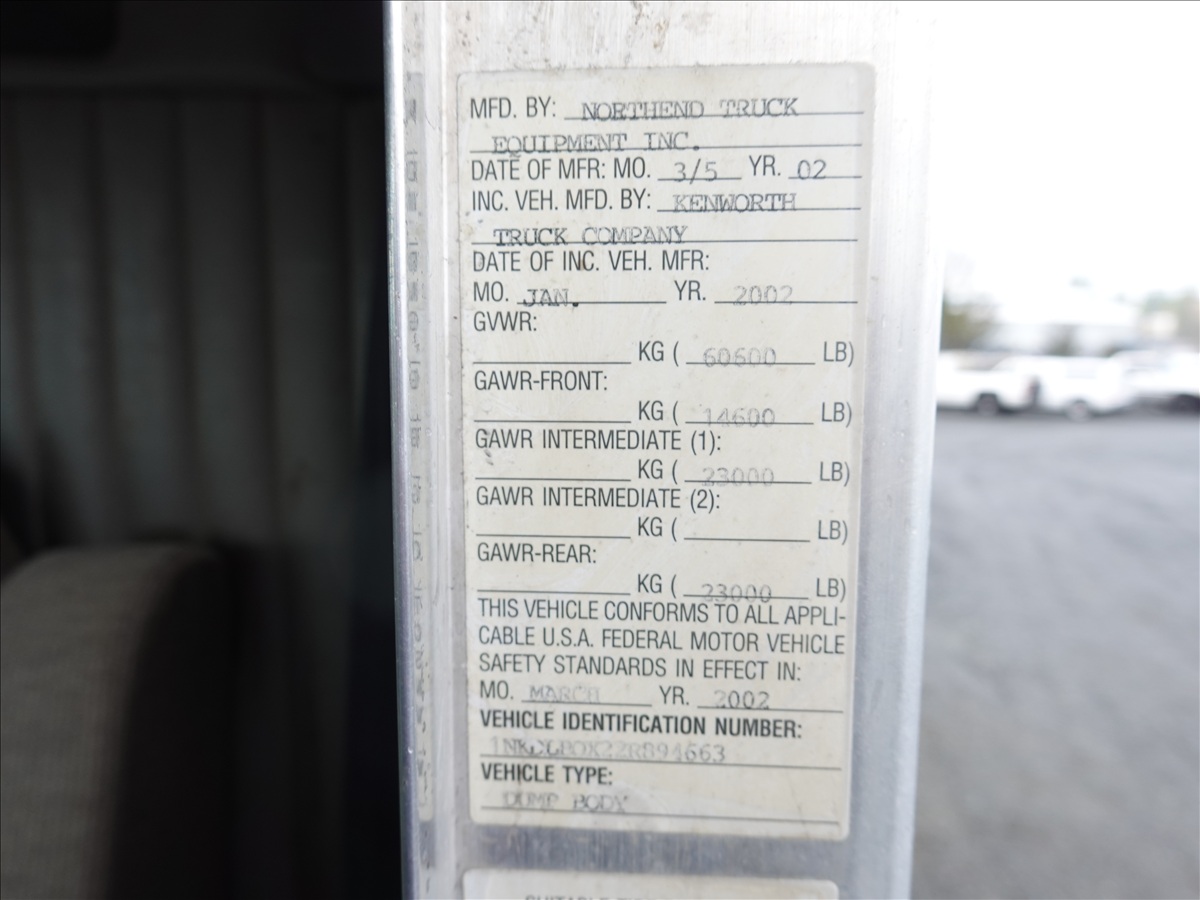 MFD. BY: NORTHEND TRUCK
EQUIPMENT INC.
DATE OF MFR: MO. 3/5 YR. 02
INC. VEH. MFD. BY: KENWORTH
TRUCK COMPANY
DATE OF INC. VEH. MFR:
MO. JAN. YR. 2002
GVWR:
KG ( 60600 LB)
GAWR-FRONT:
KG ( 14600 LB)
GAWR INTERMEDIATE (1):
KG ( 23000 LB)
GAWR INTERMEDIATE (2):
KG ( LB)
GAWR-REAR:
KG ( 23000 LB)
THIS VEHICLE CONFORMS TO ALL APPLI-
CABLE U.S.A. FEDERAL MOTOR VEHICLE
SAFETY STANDARDS IN EFFECT IN:
MO. MARCH YR. 2002
VEHICLE IDENTIFICATION NUMBER:
VEHICLE TYPE:
DUMP BODY